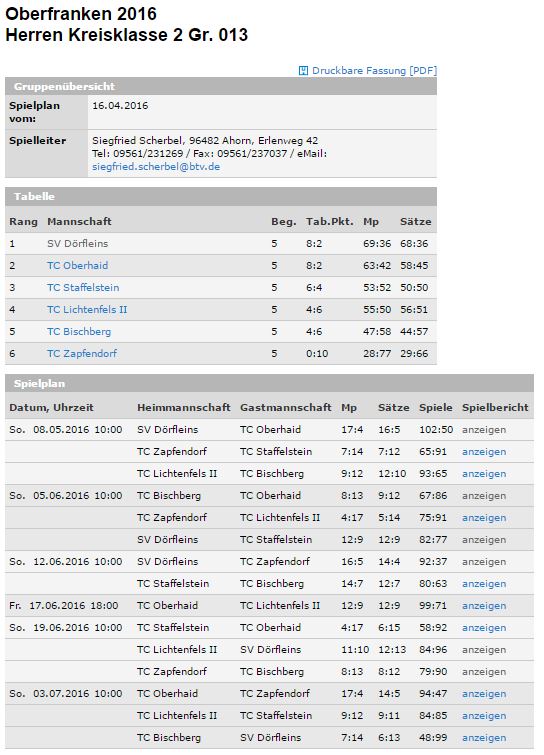 Oberfranken 2016
Herren Kreisklasse 2 Gr. 013
Druckbare Fassung [PDF]
Gruppenübersicht
Spielplan vom: 16.04.2016
Spielleiter Siegfried Scherbel, 96482 Ahorn, Erlenweg 42
Tel: 09561/231269 / Fax: 09561/237037 / eMail:
siegfried.scherbel@btv.de
Tabelle
Rang Mannschaft Beg. Tab.Pkt. Mp Sätze
1 SV Dörfleins 5 8:2 69:36 68:36
2 TC Oberhaid 5 8:2 63:42 58:45
3 TC Staffelstein 5 6:4 53:52 50:50
4 TC Lichtenfels II 5 4:6 55:50 56:51
5 TC Bischberg 5 4:6 47:58 44:57
6 TC Zapfendorf 5 0:10 28:77 29:66
Spielplan
Datum, Uhrzeit Heimmannschaft Gastmannschaft Mp Sätze Spiele Spielbericht
So. 08.05.2016 10:00 SV Dörfleins TC Oberhaid 17:4 16:5 102:50 anzeigen
TC Zapfendorf TC Staffelstein 7:14 7:12 65:91 anzeigen
TC Lichtenfels II TC Bischberg 9:12 12:10 93:65 anzeigen
So. 05.06.2016 10:00 TC Bischberg TC Oberhaid 8:13 9:12 67:86 anzeigen
TC Zapfendorf TC Lichtenfels II 4:17 5:14 75:91 anzeigen
SV Dörfleins TC Staffelstein 12:9 12:9 82:77 anzeigen
So. 12.06.2016 10:00 SV Dörfleins TC Zapfendorf 16:5 14:4 92:37 anzeigen
TC Staffelstein TC Bischberg 14:7 12:7 80:63 anzeigen
Fr. 17.06.2016 18:00 TC Oberhaid TC Lichtenfels II 12:9 12:9 99:71 anzeigen
So. 19.06.2016 10:00 TC Staffelstein TC Oberhaid 4:17 6:15 58:92 anzeigen
TC Lichtenfels II SV Dörfleins 11:10 12:13 84:96 anzeigen
TC Zapfendorf TC Bischberg 8:13 8:12 79:90 anzeigen
So. 03.07.2016 10:00 TC Oberhaid TC Zapfendorf 17:4 14:5 94:47 anzeigen
TC Lichtenfels II TC Staffelstein 9:12 9:11 84:85 anzeigen
TC Bischberg SV Dörfleins 7:14 6:13 48:99 anzeigen